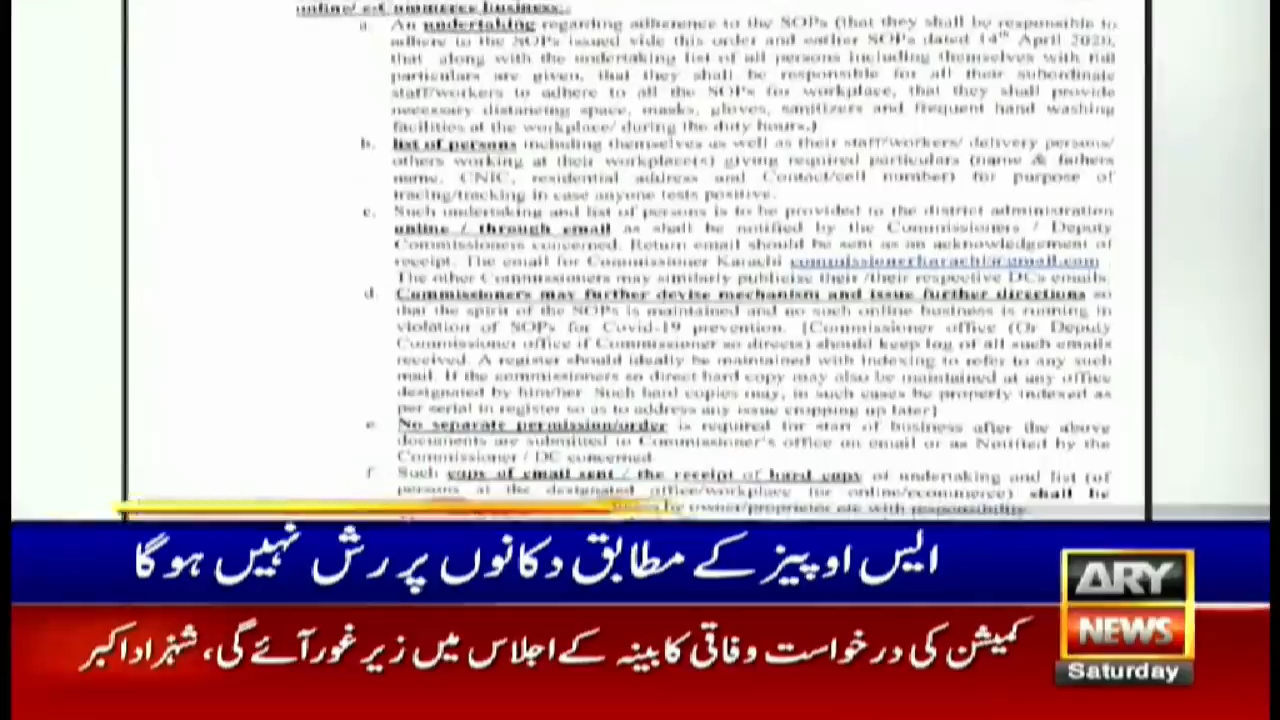 online/ e-Commerce business:
a. An undertaking regarding adherence to the SOPs (that they shall be responsible to
adhere to the SOPs issued vide this order and earlier SOPs dated 14th April 2020,
that along with the undertaking list of all persons including themselves with full
particulars are given, that they shall be responsible for all their subordinate
staff/workers to adhere to all the SOPs for workplace, that they shall provide
necessary distancing space, masks, gloves, sanitizers and frequent hand washing
facilities at the workplace/ during the duty hours.)
b. list of persons including themselves as well as their staff/workers/ delivery persons/
others working at their workplace(s) giving required particulars (name & fathers
name, CNIC, residential address and Contact/cell number) for purpose of
tracing/tracking in case anyone tests positive.
c. Such undertaking and list of persons is to be provided to the district administration
online / through email as shall be notified by the Commissioners / Deputy
Commissioners concerned. Return email should be sent as an acknowledgement of
receipt. The email for Commissioner Karachi commissionerkarachi@gmail.com.
The other Commissioners may similarly publicise their /their respective DCs emails.
d. Commissioners may further devise mechanism and issue further directions so
that the spirit of the SOPs is maintained and no such online business is running in
violation of SOPs for Covid-19 prevention. [Commissioner office (Or Deputy
Commissioner office if Commissioner so directs) should keep log of all such emails
received. A register should ideally be maintained with indexing to refer to any such
mail. If the commissioners so direct hard copy may also be maintained at any office
designated by him/her. Such hard copies may, in such cases be properly indexed as
per serial in register so as to address any issue cropping up later]
e. No separate permission/order is required for start of business after the above
documents are submitted to Commissioner's office on email or as Notified by the
Commissioner / DC concerned.
f. Such copy of email sent / the receipt of hard copy of undertaking and list (of
persons at the designated office/workplace for online/ecommerce) shall be
by owner/proprietor etc with responsibility.
ایس او پیز کے مطابق دکانوں پر رش نہیں ہوگا
کمیشن کی درخواست وفاقی کابینہ کے اجلاس میں زیر غور آئے گی، شہزاد اکبر
ARY
NEWS
Saturday